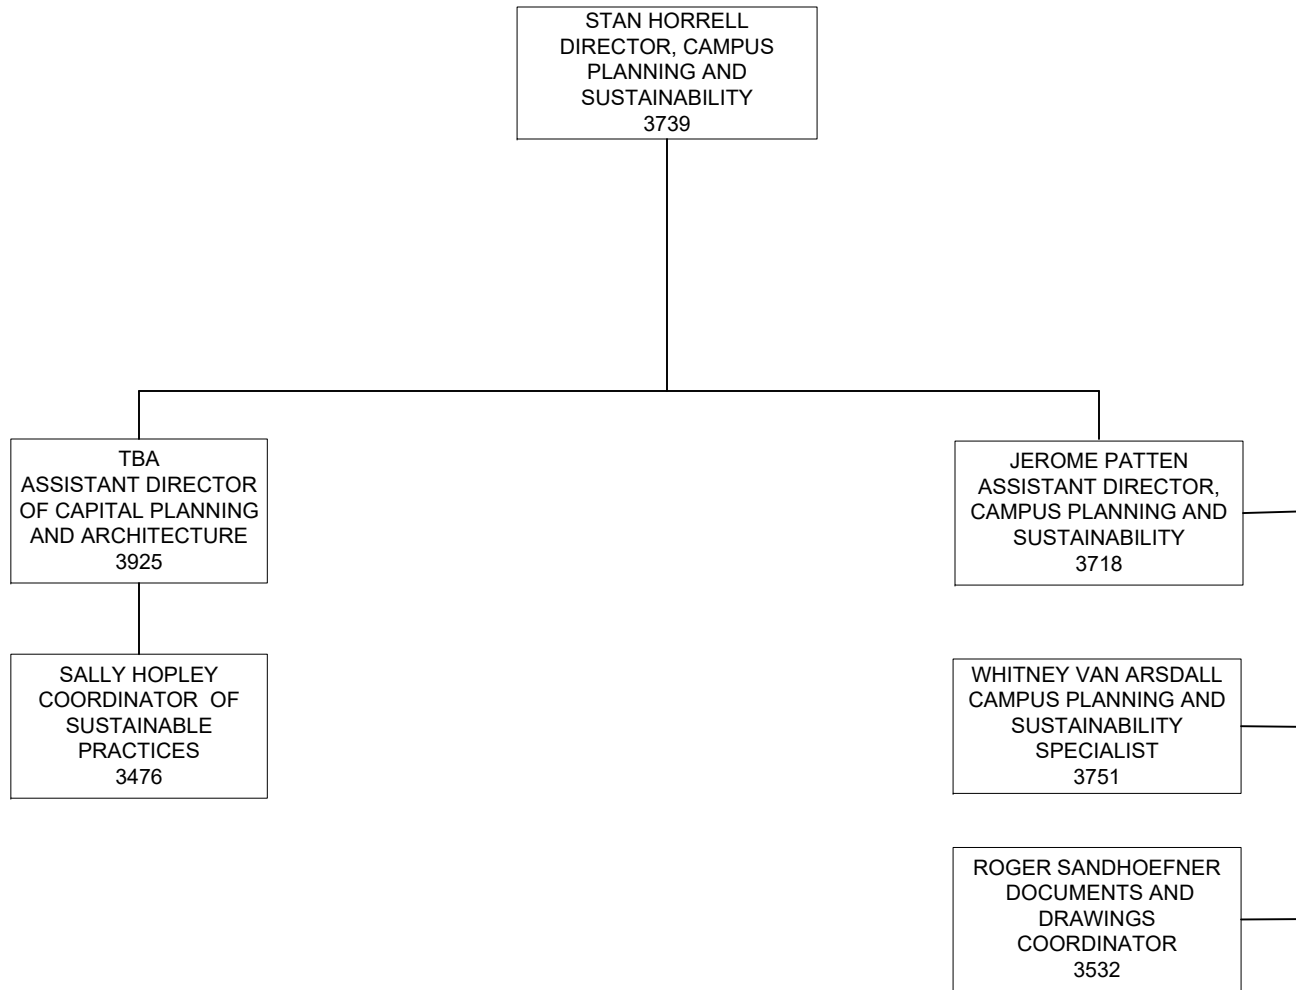 STAN HORRELL
DIRECTOR, CAMPUS
PLANNING AND
SUSTAINABILITY
3739
TBA
ASSISTANT DIRECTOR
OF CAPITAL PLANNING
AND ARCHITECTURE
3925
JEROME PATTEN
ASSISTANT DIRECTOR,
CAMPUS PLANNING AND
SUSTAINABILITY
3718
SALLY HOPLEY
COORDINATOR  OF
SUSTAINABLE
PRACTICES
3476
WHITNEY VAN ARSDALL
CAMPUS PLANNING AND
SUSTAINABILITY
SPECIALIST
3751
ROGER SANDHOEFNER
DOCUMENTS AND
DRAWINGS
COORDINATOR
3532